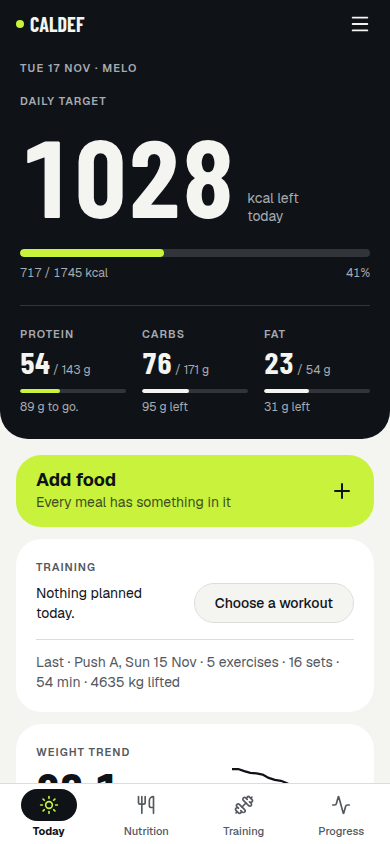 CALDEF
TUE 17 NOV · MELO
DAILY TARGET
1028 kcal left
today
717 / 1745 kcal 41%
PROTEIN CARBS FAT
54 / 143 g 76 / 171 g 23 / 54 g
89 g to go. 95 g left 31 g left
Add food
Every meal has something in it
TRAINING
Nothing planned
today.
Choose a workout
Last · Push A, Sun 15 Nov · 5 exercises · 16 sets ·
54 min · 4635 kg lifted
WEIGHT TREND
Today Nutrition Training Progress